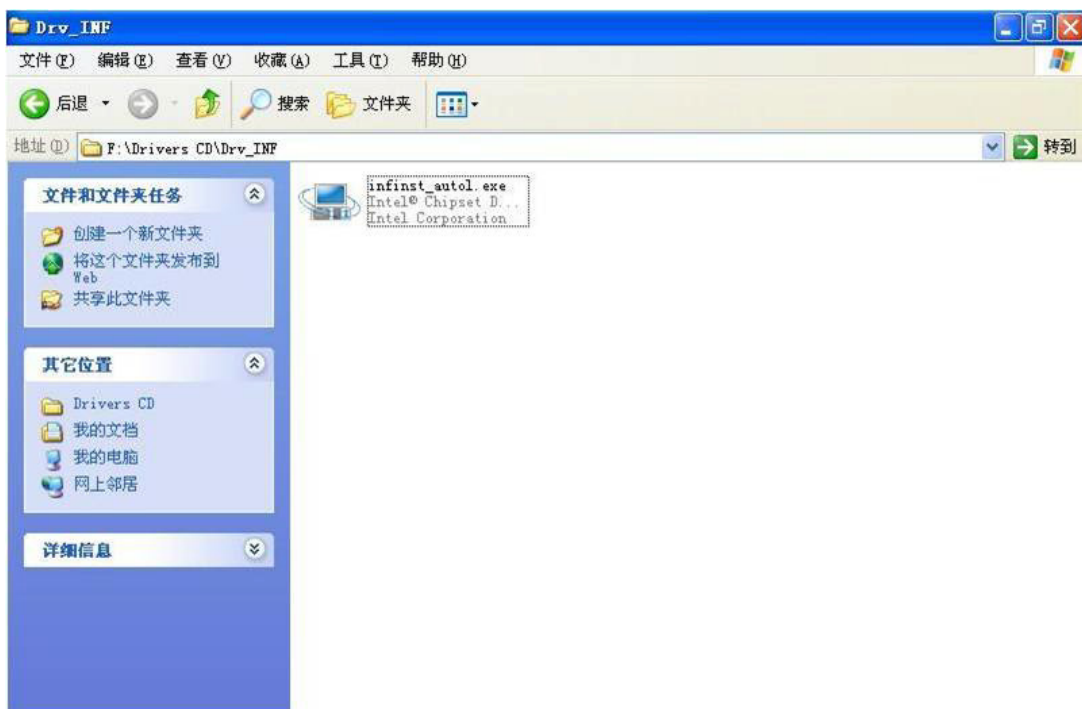 Drv_INF
文件(F) 编辑(E) 查看(V) 收藏(A) 工具(T) 帮助(H)
后退 搜索 文件夹
地址(D) F:\Drivers CD\Drv_INF 转到
文件和文件夹任务
创建一个新文件夹
将这个文件夹发布到
Web
共享此文件夹
其它位置
Drivers CD
我的文档
我的电脑
网上邻居
详细信息
infinst_autol.exe
Intel® Chipset D...
Intel Corporation